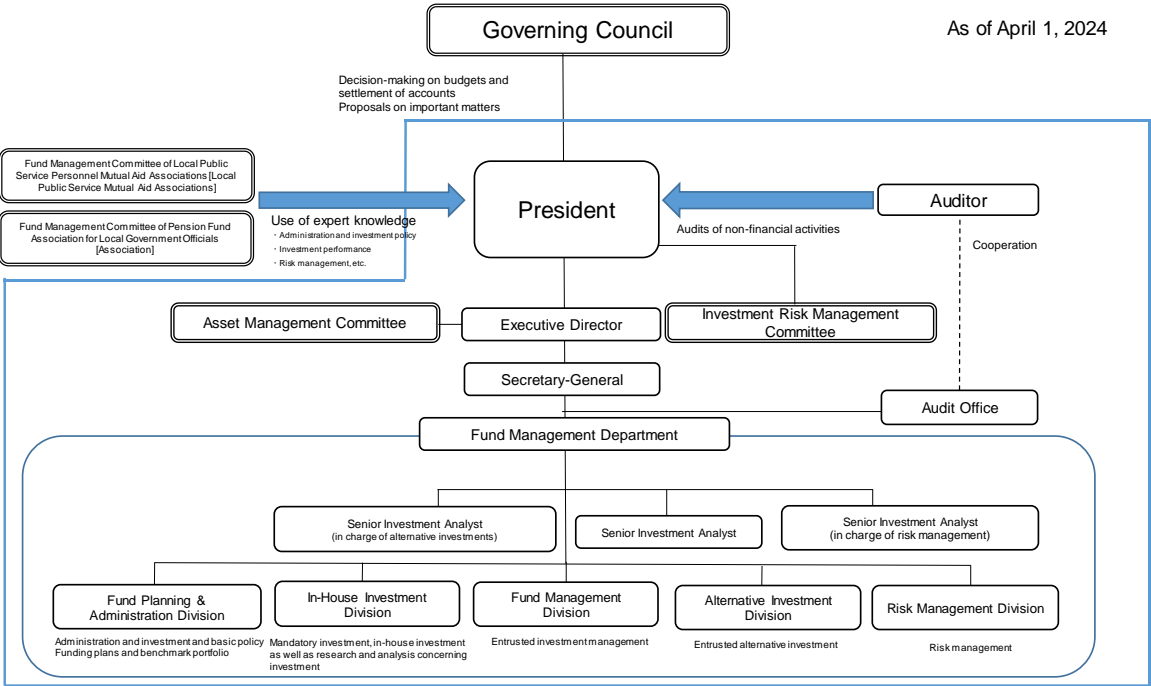 Governing Council
As of April 1, 2024
Decision-making on budgets and
settlement of accounts
Proposals on important matters
Fund Management Committee of Local Public
Service Personnel Mutual Aid Associations [Local
Public Service Mutual Aid Associations]
Fund Management Committee of Pension Fund
Association for Local Government Officials
[Association]
Use of expert knowledge
・Administration and investment policy
・Investment performance
・Risk management, etc.
President
Auditor
Audits of non-financial activities
Cooperation
Asset Management Committee
Executive Director
Investment Risk Management
Committee
Secretary-General
Audit Office
Fund Management Department
Senior Investment Analyst
(in charge of alternative investments)
Senior Investment Analyst
Senior Investment Analyst
(in charge of risk management)
Fund Planning &
Administration Division
In-House Investment
Division
Fund Management
Division
Alternative Investment
Division
Risk Management Division
Administration and investment and basic policy
Funding plans and benchmark portfolio
Mandatory investment, in-house investment
as well as research and analysis concerning
investment
Entrusted investment management
Entrusted alternative investment
Risk management